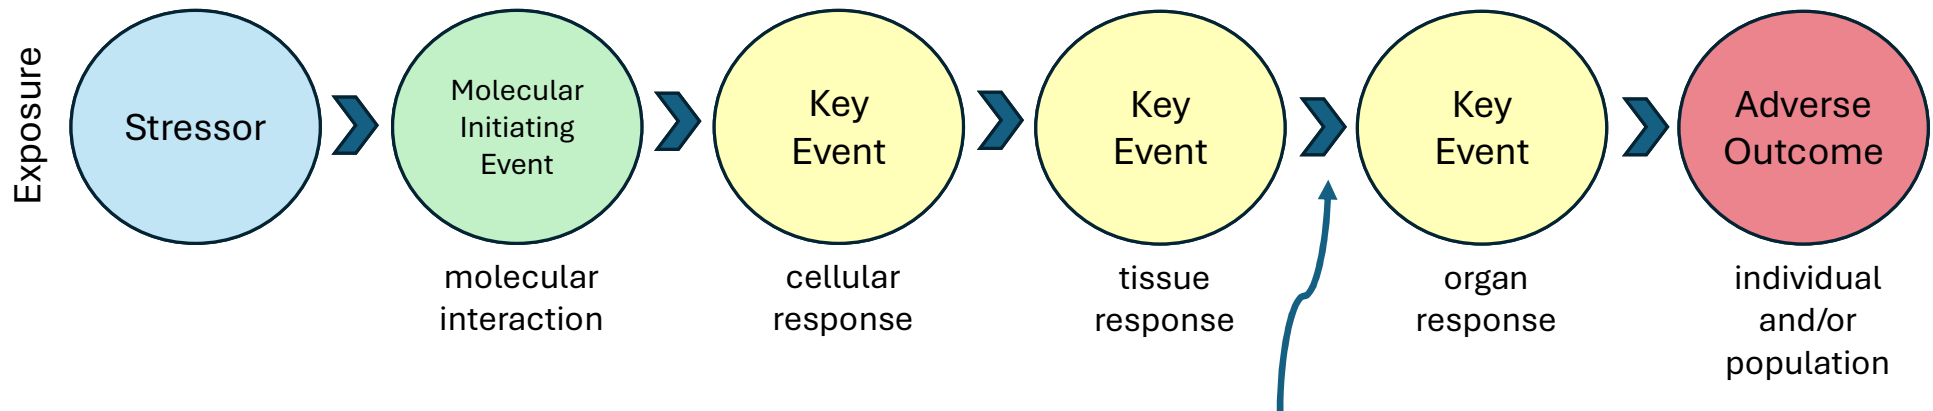 Exposure
Stressor
Molecular
Initiating
Event
Key
Event
Key
Event
Key
Event
Adverse
Outcome
molecular
interaction
cellular
response
tissue
response
organ
response
individual
and/or
population